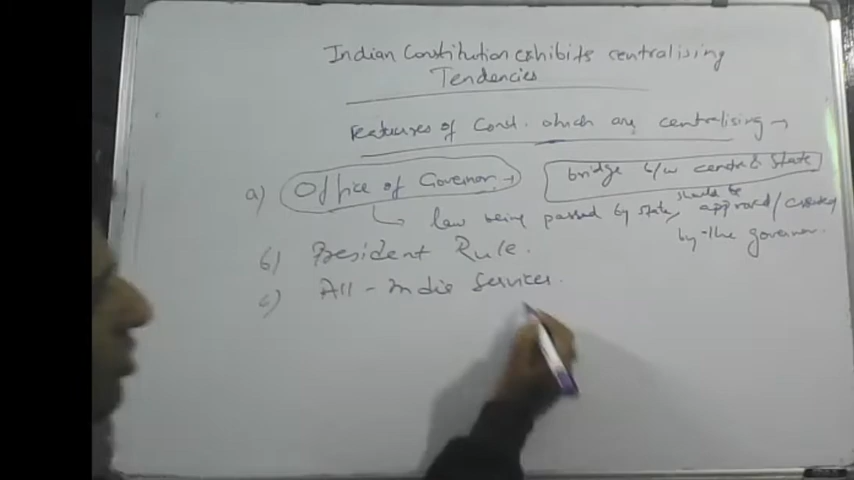 Indian Constitution exhibits centralising
Tendencies
Features of Const. which are centralising →
a) Office of Governor → bridge b/w centre & State
law being passed by state, should be approved/assented
by the governor.
b) President Rule.
c) All-India Services.